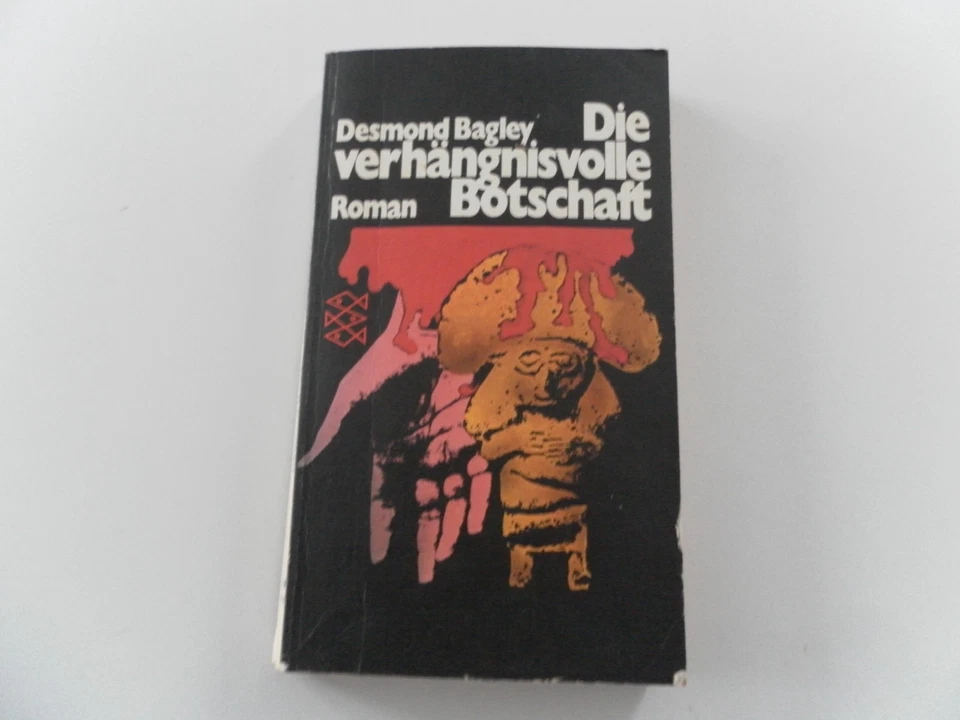 Desmond Bagley Die
verhängnisvolle
Roman Botschaft